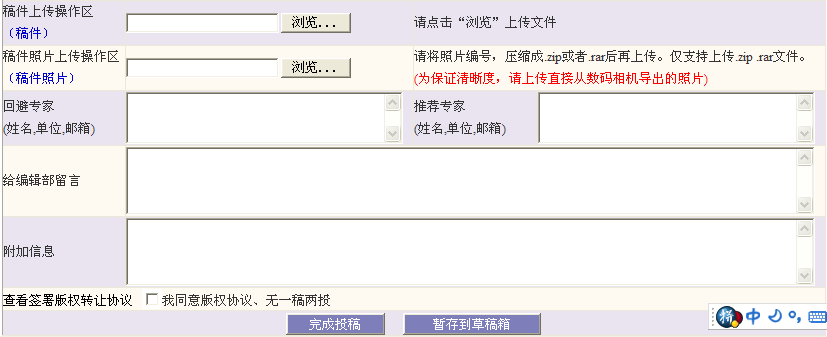 稿件上传操作区
（稿件）
浏览...
请点击“浏览”上传文件
稿件照片上传操作区
（稿件照片）
浏览...
请将照片编号，压缩成.zip或者.rar后再上传。仅支持上传.zip .rar文件。
(为保证清晰度，请上传直接从数码相机导出的照片)
回避专家
(姓名,单位,邮箱)
推荐专家
(姓名,单位,邮箱)
给编辑部留言
附加信息
查看签署版权转让协议 我同意版权协议、无一稿两投
完成投稿 暂存到草稿箱
拼 中